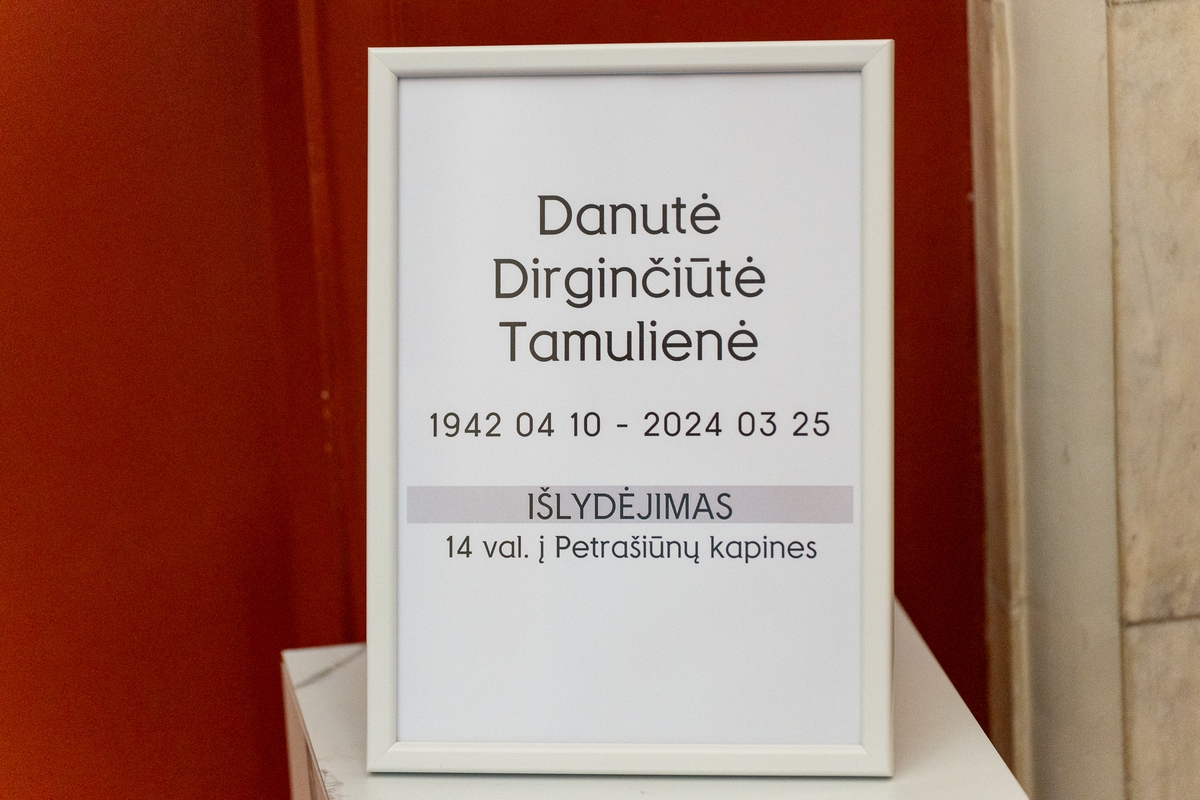 Danutė
Dirginčiūtė
Tamulienė
1942 04 10 - 2024 03 25
IŠLYDĖJIMAS
14 val. į Petrašiūnų kapines